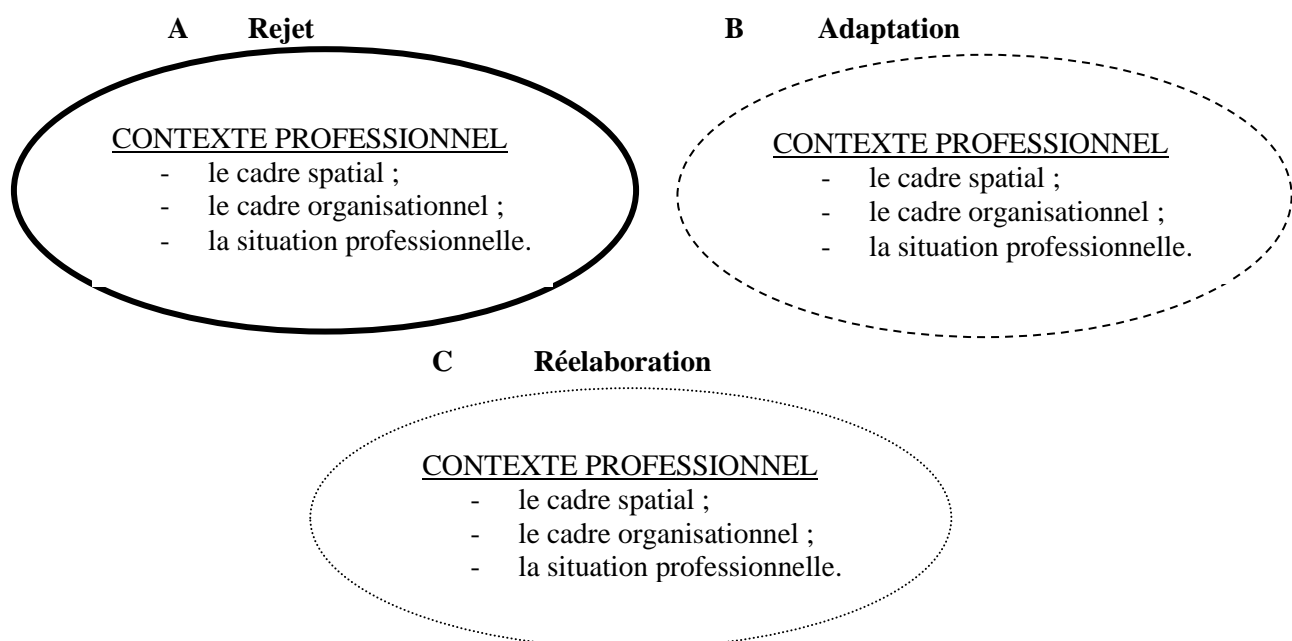 A Rejet
CONTEXTE PROFESSIONNEL
- le cadre spatial ;
- le cadre organisationnel ;
- la situation professionnelle.
B Adaptation
CONTEXTE PROFESSIONNEL
- le cadre spatial ;
- le cadre organisationnel ;
- la situation professionnelle.
C Réelaboration
CONTEXTE PROFESSIONNEL
- le cadre spatial ;
- le cadre organisationnel ;
- la situation professionnelle.